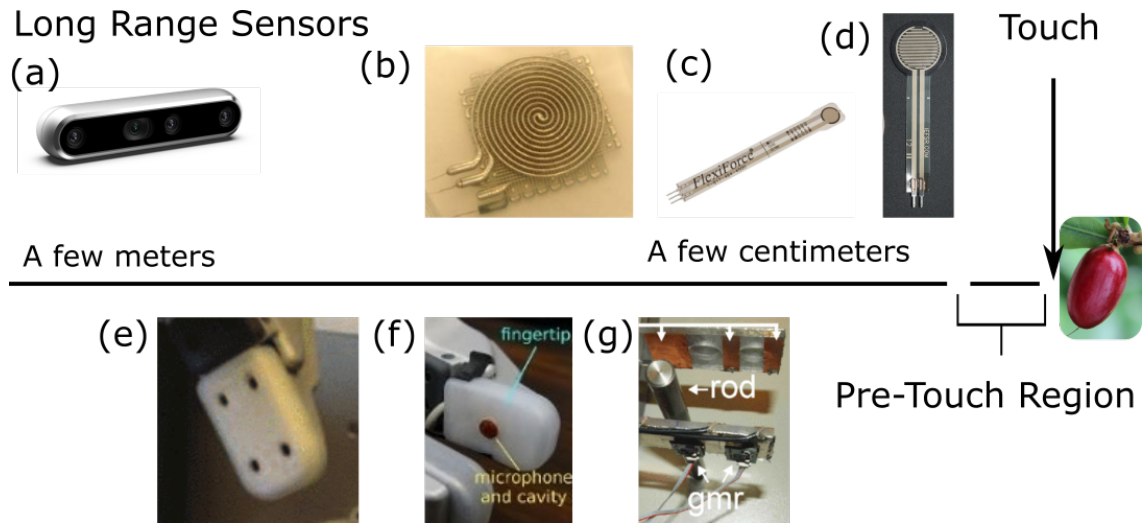 Long Range Sensors
Touch
(a)
(b)
(c)
(d)
FlexiForce
A few meters
A few centimeters
(e)
(f)
fingertip
microphone
and cavity
(g)
rod
gmr
Pre-Touch Region